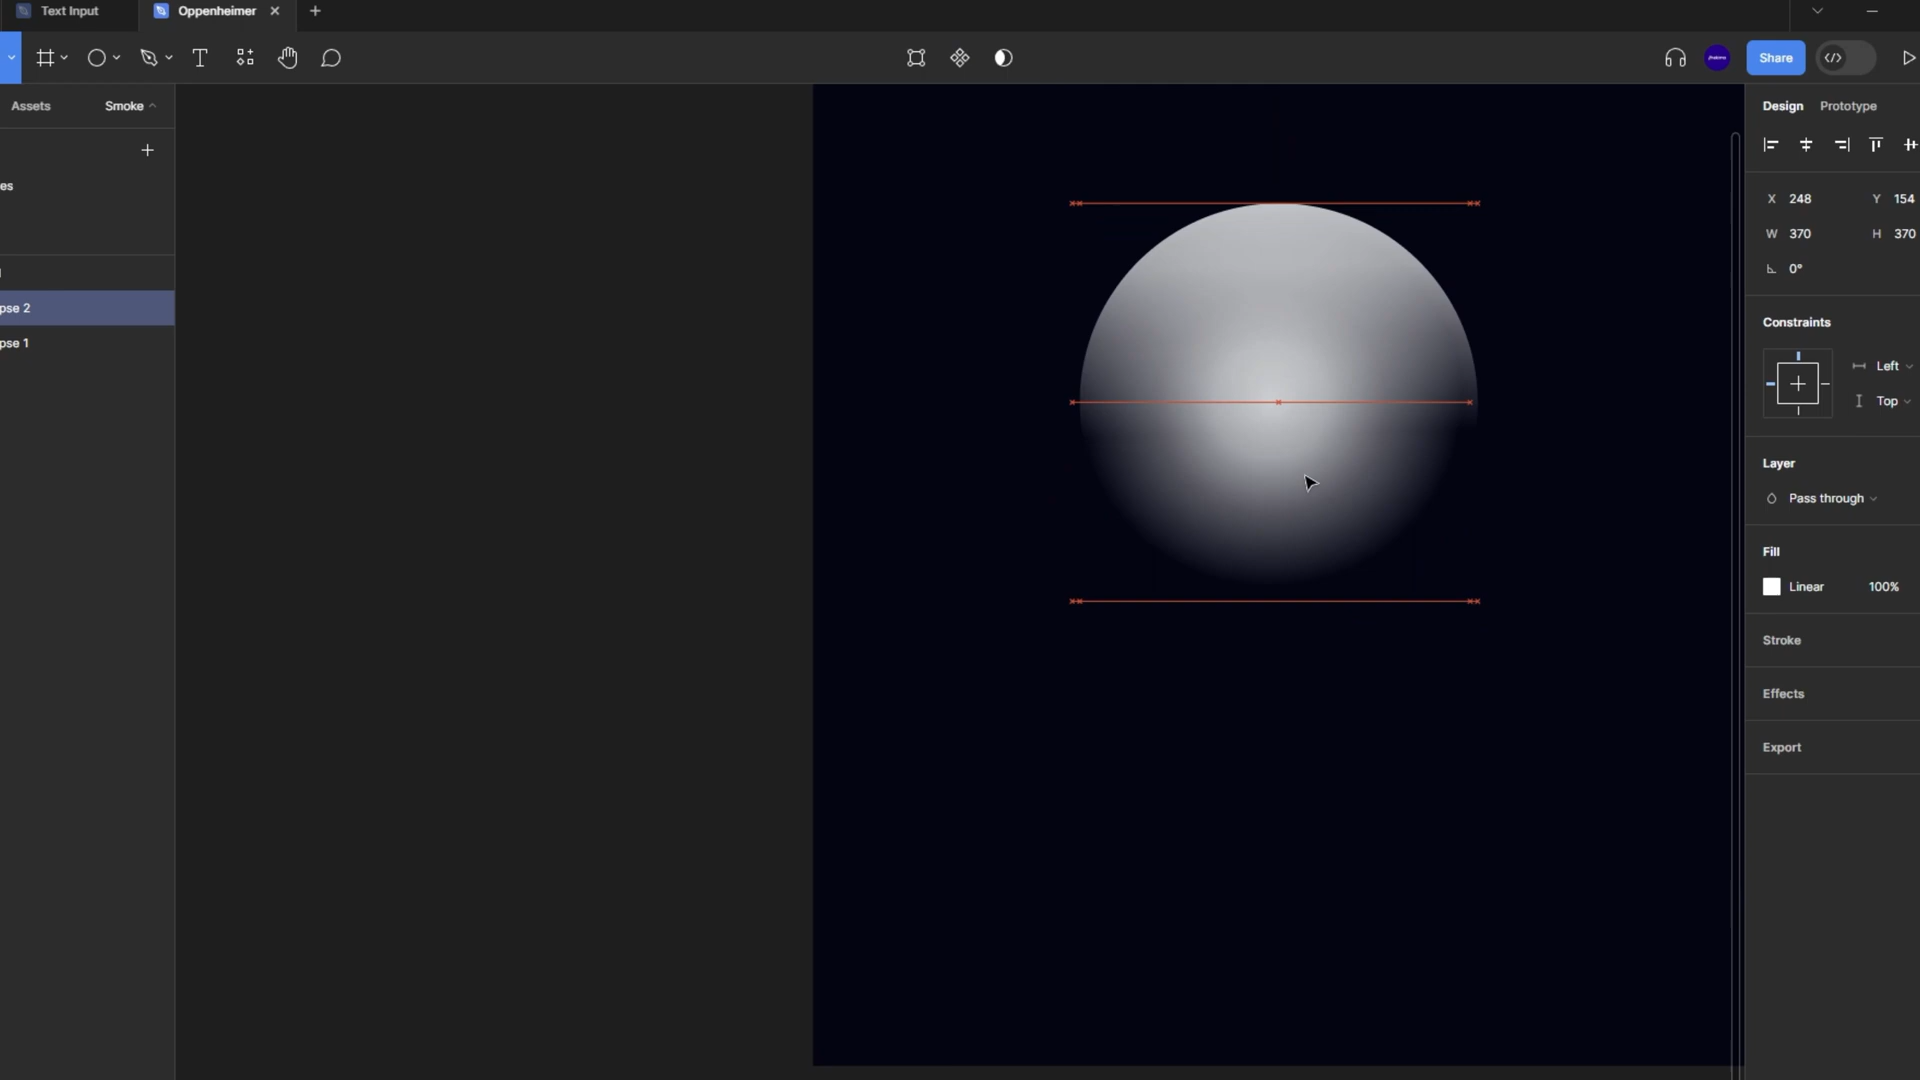 Text Input
Oppenheimer
Share
Assets
Smoke
Design
Prototype
es
X 248
Y 154
W 370
H 370
0°
pse 2
pse 1
Constraints
Left
Top
Layer
Pass through
Fill
Linear
100%
Stroke
Effects
Export